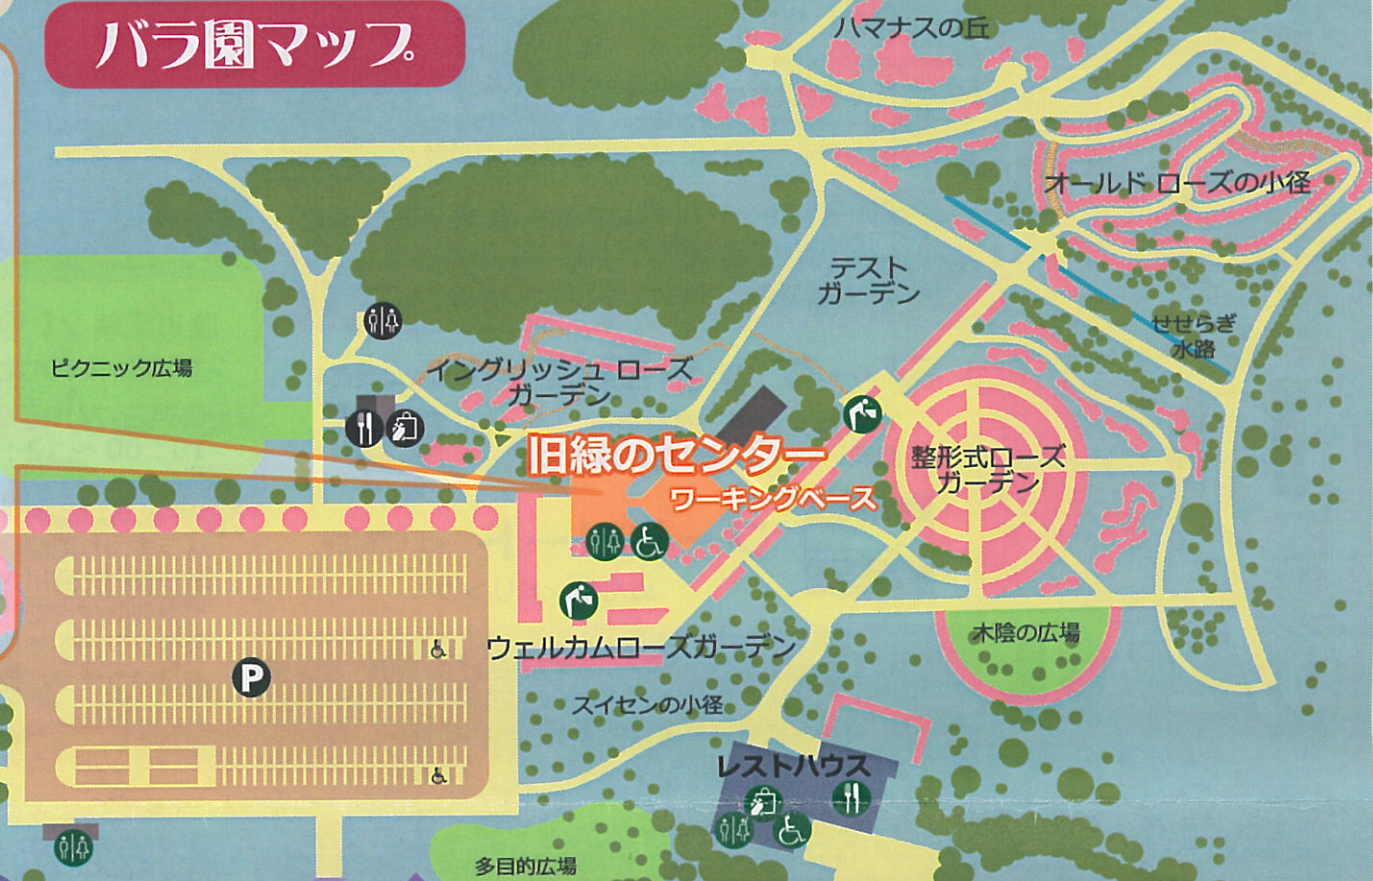 バラ園マップ
ハマナスの丘
オールド ローズの小径
テスト
ガーデン
せせらぎ
水路
ピクニック広場
イングリッシュ ローズ
ガーデン
旧緑のセンター
ワーキングベース
整形式ローズ
ガーデン
木陰の広場
ウェルカムローズガーデン
スイセンの小径
P
レストハウス
多目的広場